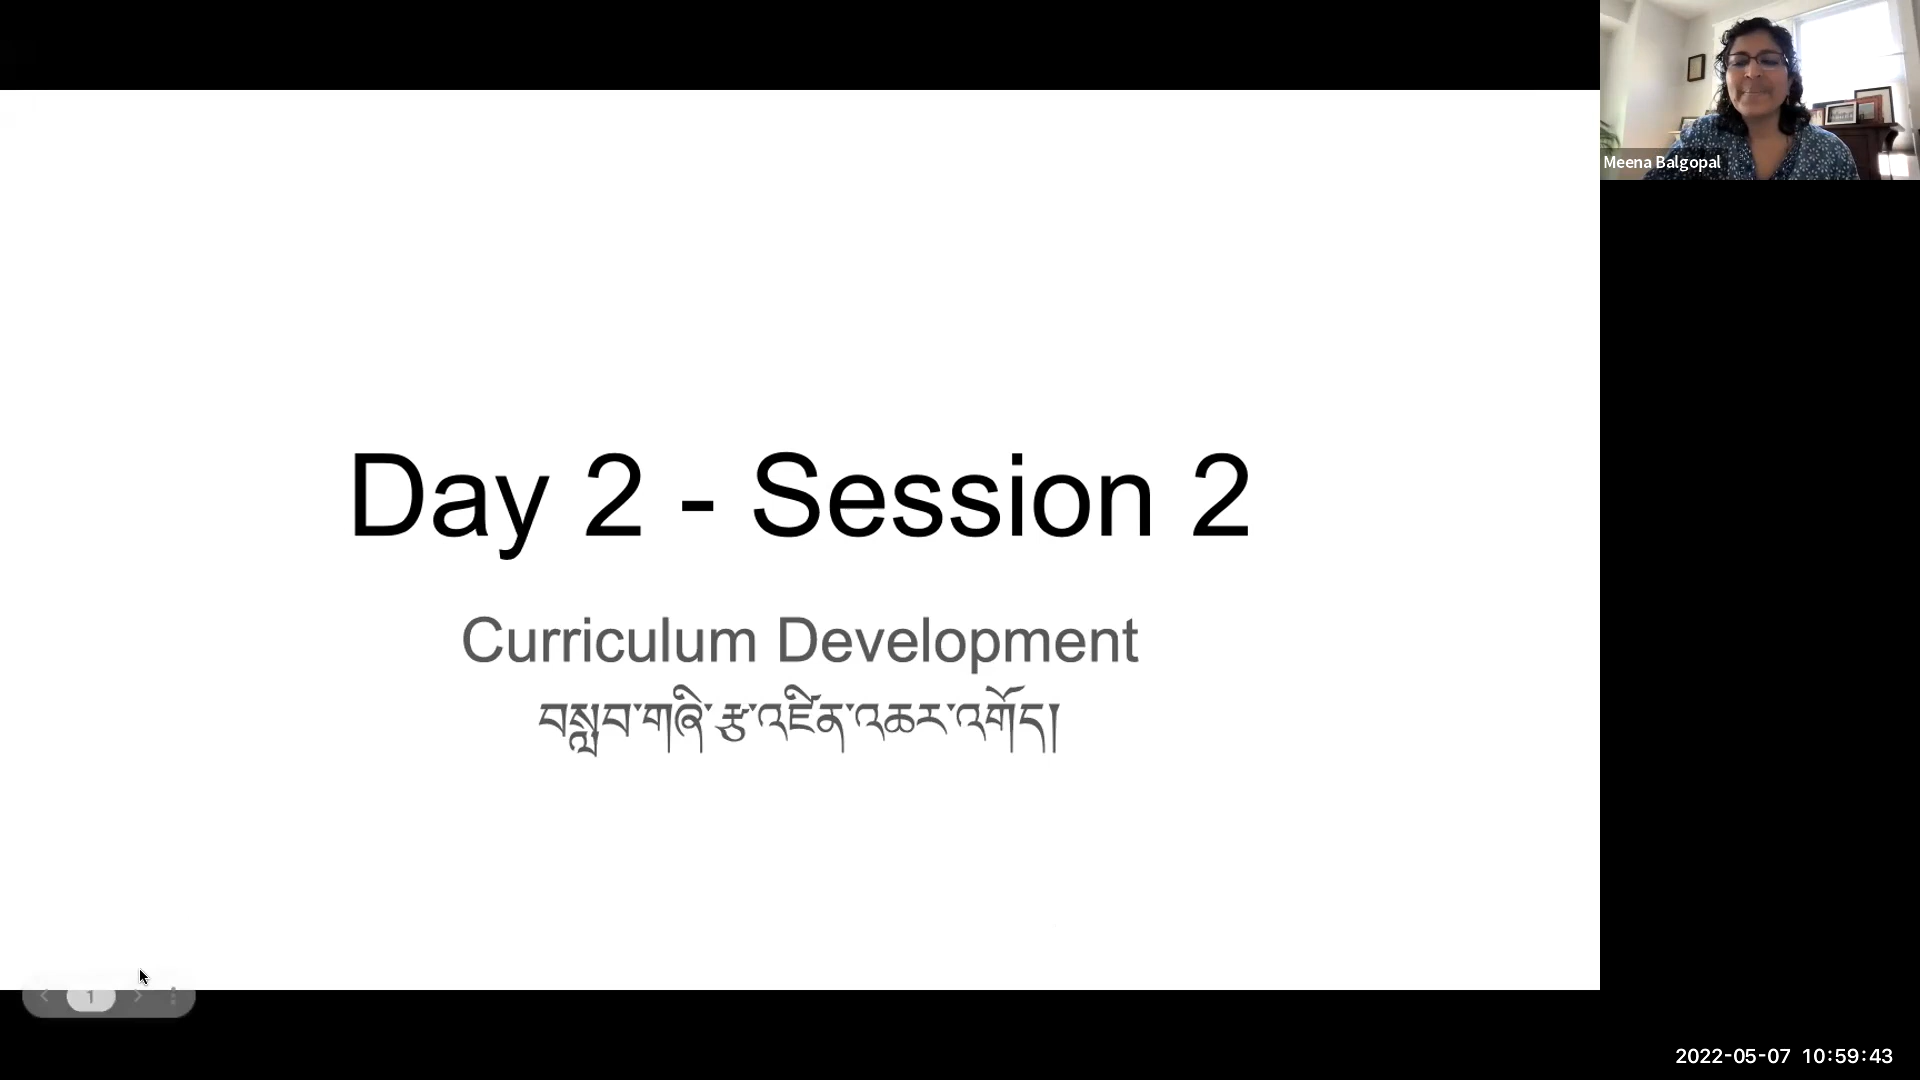 Day 2 - Session 2
Curriculum Development
བསླབ་གཞི་རྩ་འཛིན་འཆར་འགོད།
Meena Balgopal
1
2022-05-07 10:59:43